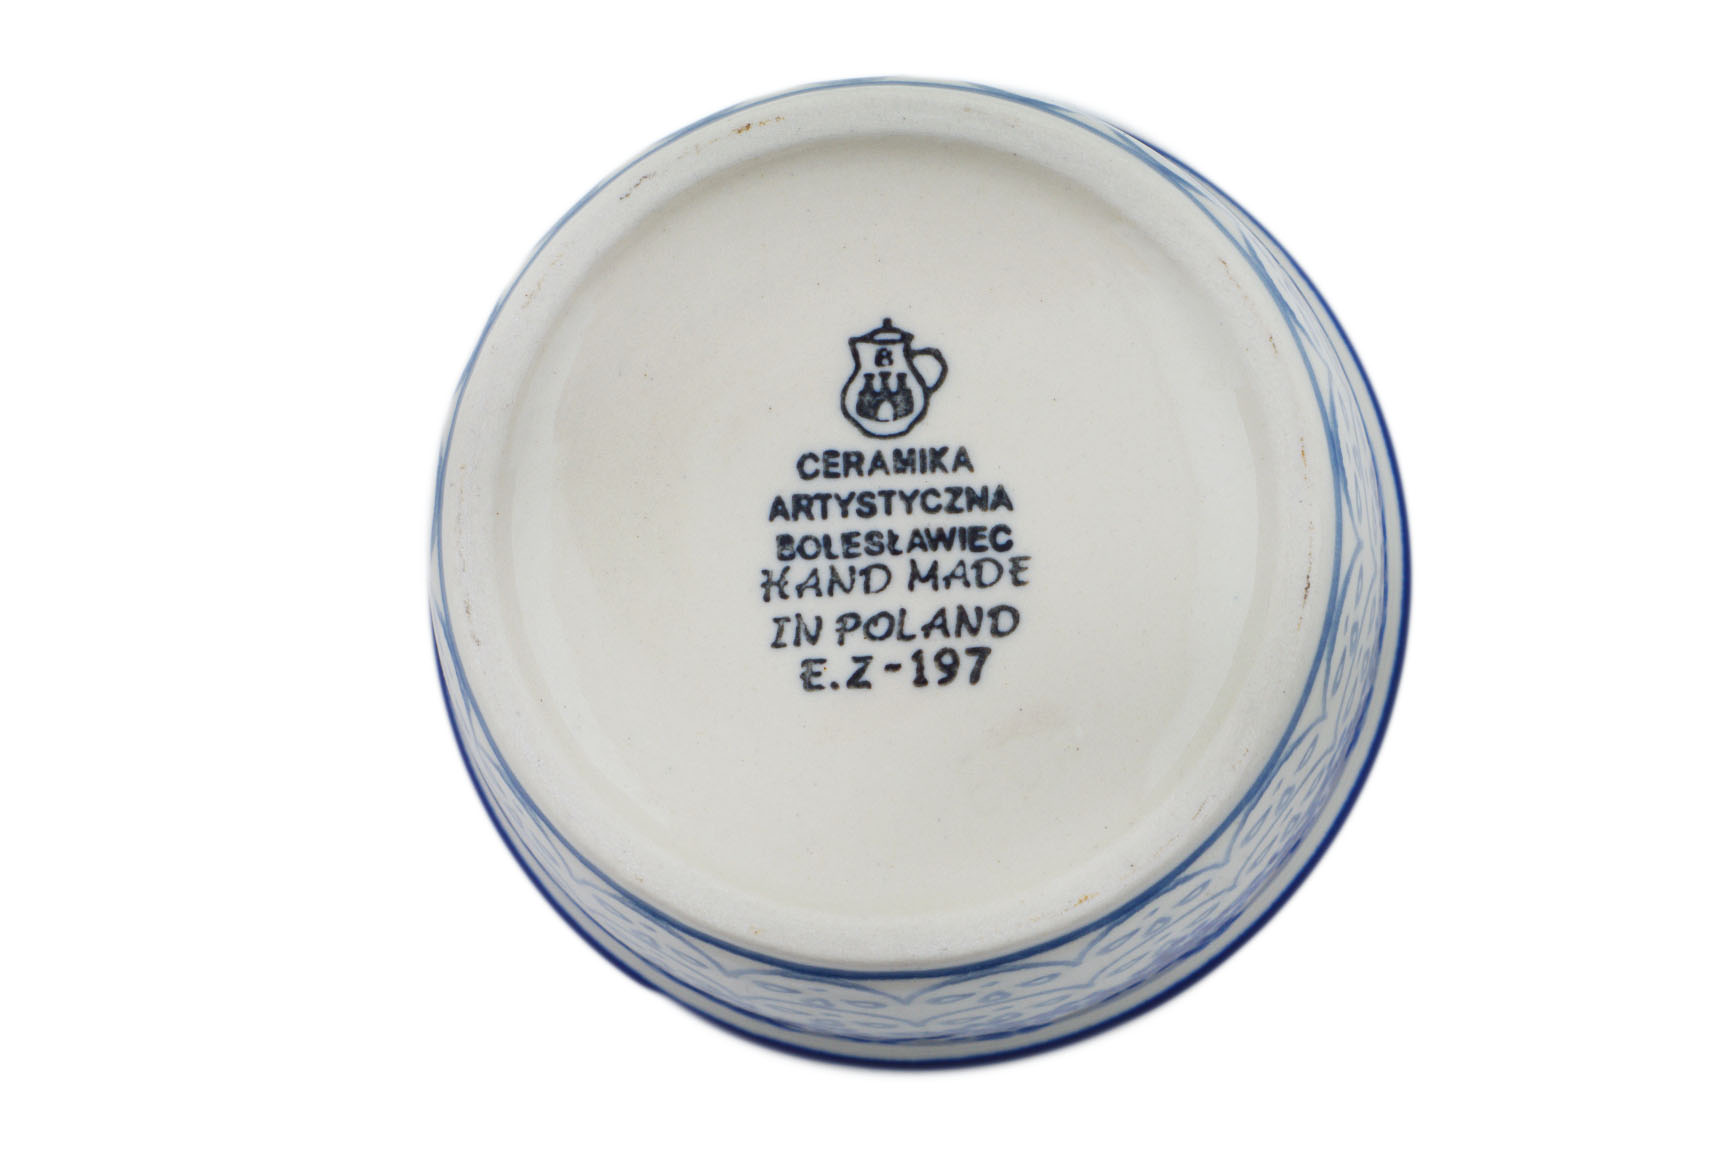 B
CERAMIKA
ARTYSTYCZNA
BOLESŁAWIEC
HAND MADE
IN POLAND
E.Z-197